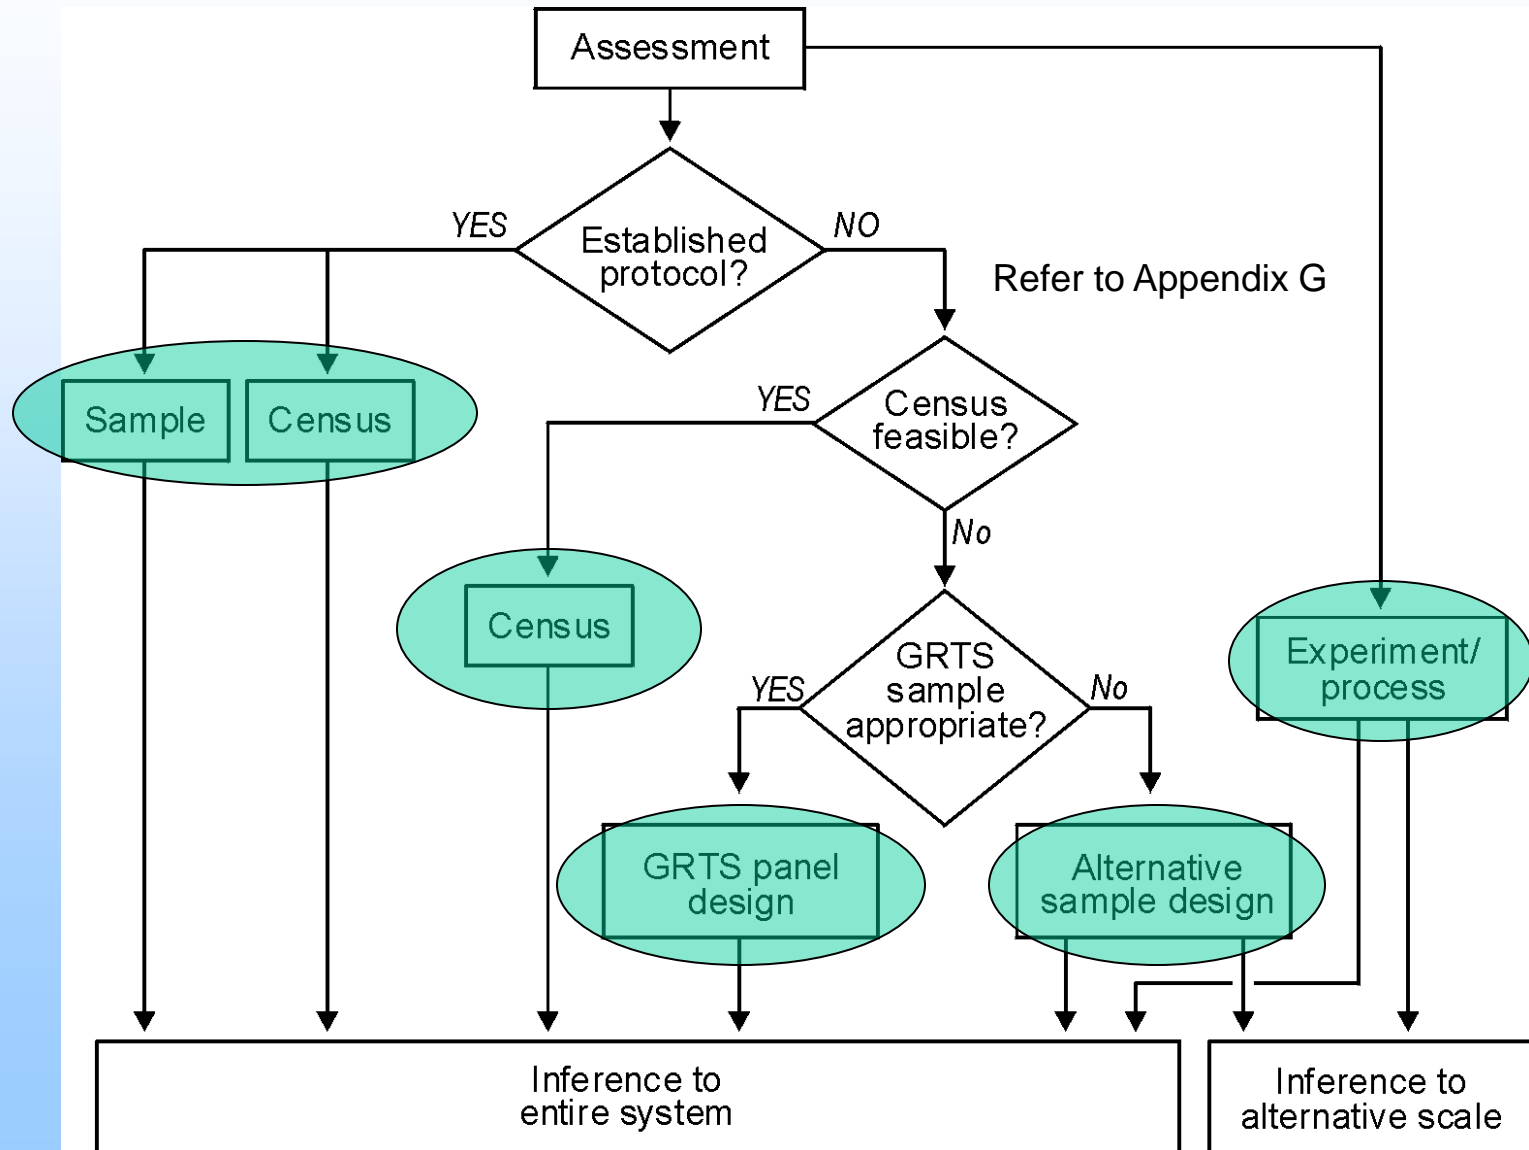 Assessment
YES
NO
Established
protocol?
Refer to Appendix G
Sample
Census
YES
Census
feasible?
No
Census
GRTS
sample
appropriate?
YES
No
Experiment/
process
GRTS panel
design
Alternative
sample design
Inference to
entire system
Inference to
alternative scale